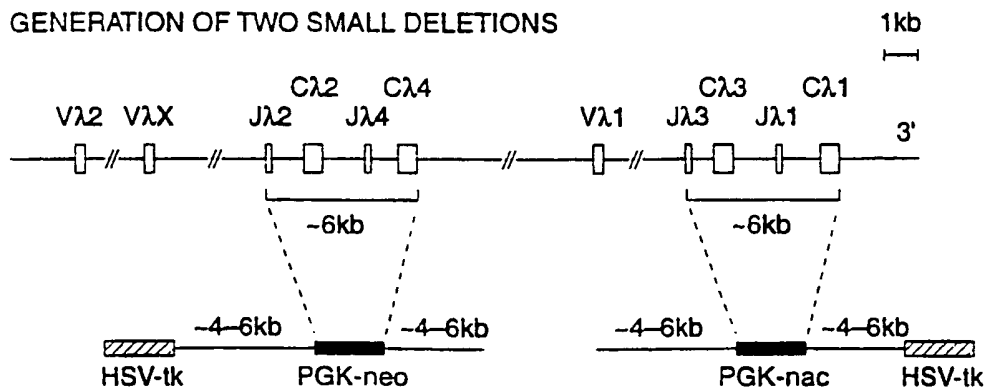 GENERATION OF TWO SMALL DELETIONS
1kb
Cλ2 Cλ4 Cλ3 Cλ1
Vλ2 VλX Jλ2 Jλ4 Vλ1 Jλ3 Jλ1
3'
~6kb ~6kb
~4–6kb ~4–6kb ~4–6kb ~4–6kb
HSV-tk PGK-neo PGK-nac HSV-tk